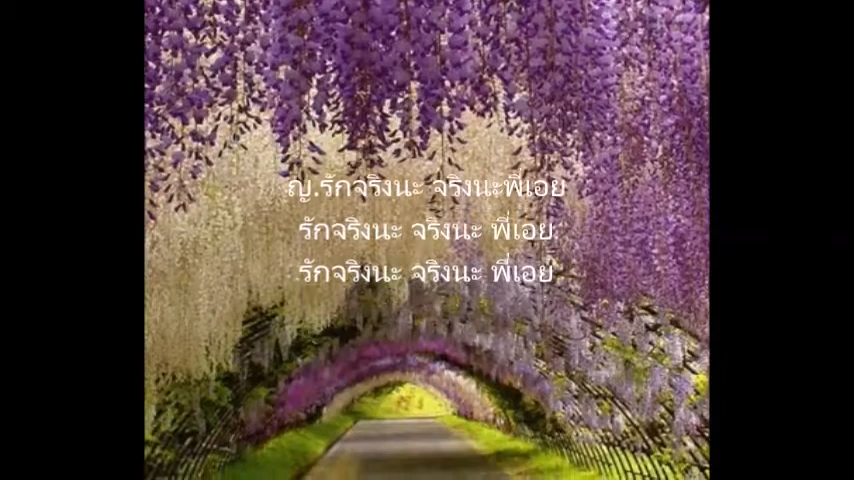 ญ.รักจริงนะ จริงนะพี่เอย
รักจริงนะ จริงนะ พี่เอย
รักจริงนะ จริงนะ พี่เอย